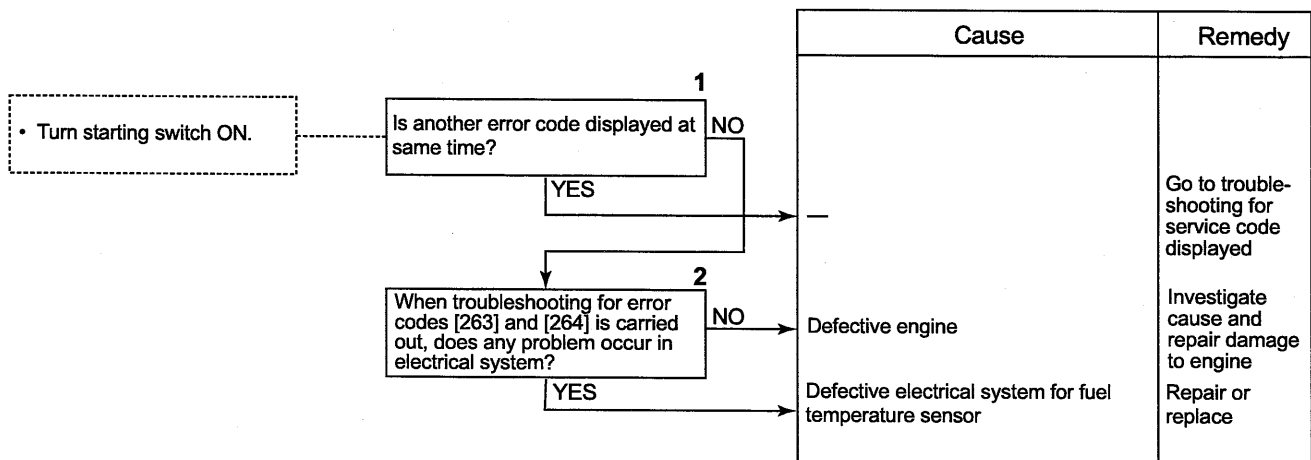 Cause
Remedy
1
• Turn starting switch ON.
Is another error code displayed at
same time?
NO
YES
—
Go to trouble-
shooting for
service code
displayed
2
When troubleshooting for error
codes [263] and [264] is carried
out, does any problem occur in
electrical system?
NO
Defective engine
Investigate
cause and
repair damage
to engine
YES
Defective electrical system for fuel
temperature sensor
Repair or
replace